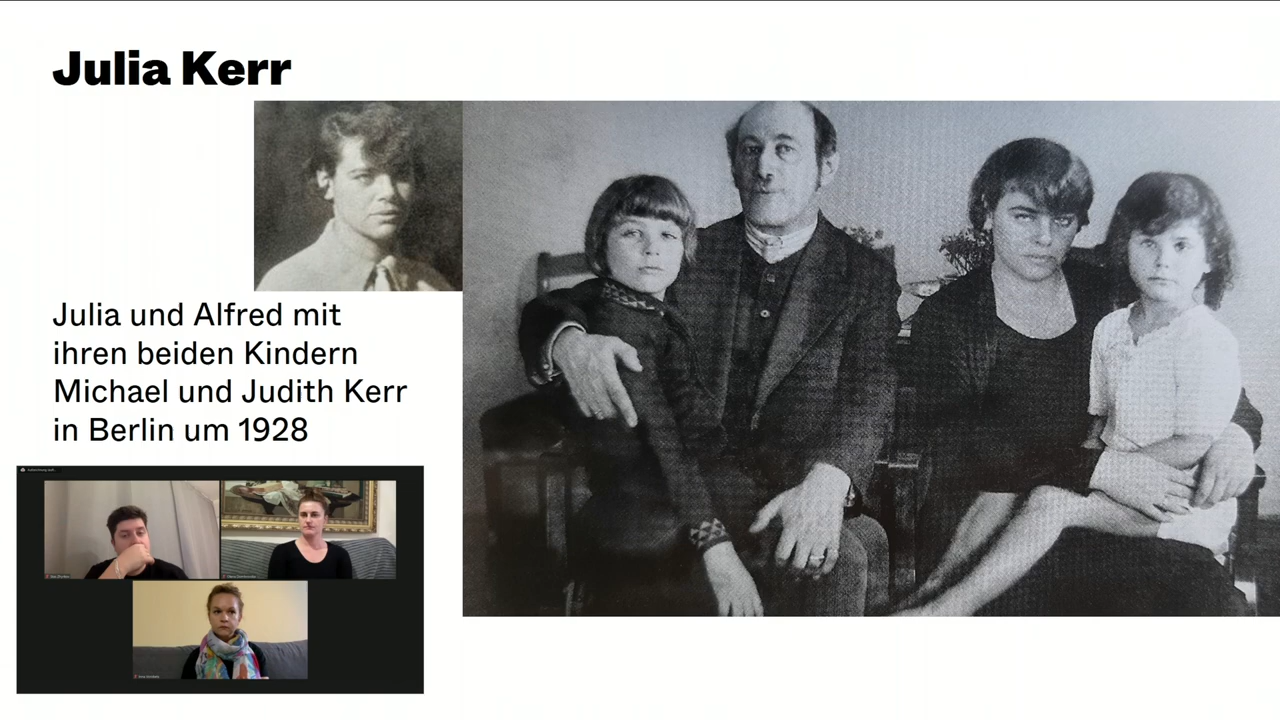 Julia Kerr
Julia und Alfred mit
ihren beiden Kindern
Michael und Judith Kerr
in Berlin um 1928